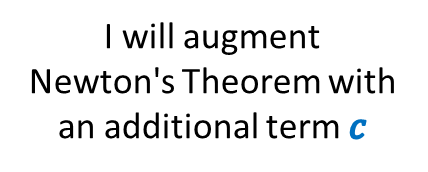 I will augment
Newton's Theorem with
an additional term c